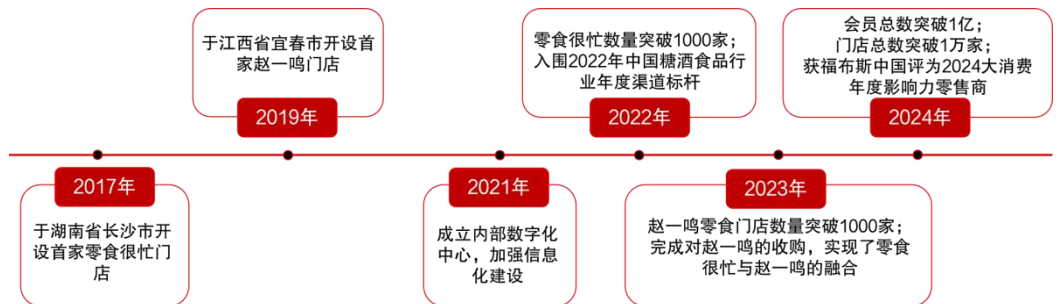 于江西省宜春市开设首
家赵一鸣门店
2019年
零食很忙数量突破1000家；
入围2022年中国糖酒食品行
业年度渠道标杆
2022年
会员总数突破1亿；
门店总数突破1万家；
获福布斯中国评为2024大消费
年度影响力零售商
2024年
2017年
于湖南省长沙市开
设首家零食很忙门
店
2021年
成立内部数字化
中心，加强信息
化建设
2023年
赵一鸣零食门店数量突破1000家；
完成对赵一鸣的收购，实现了零食
很忙与赵一鸣的融合